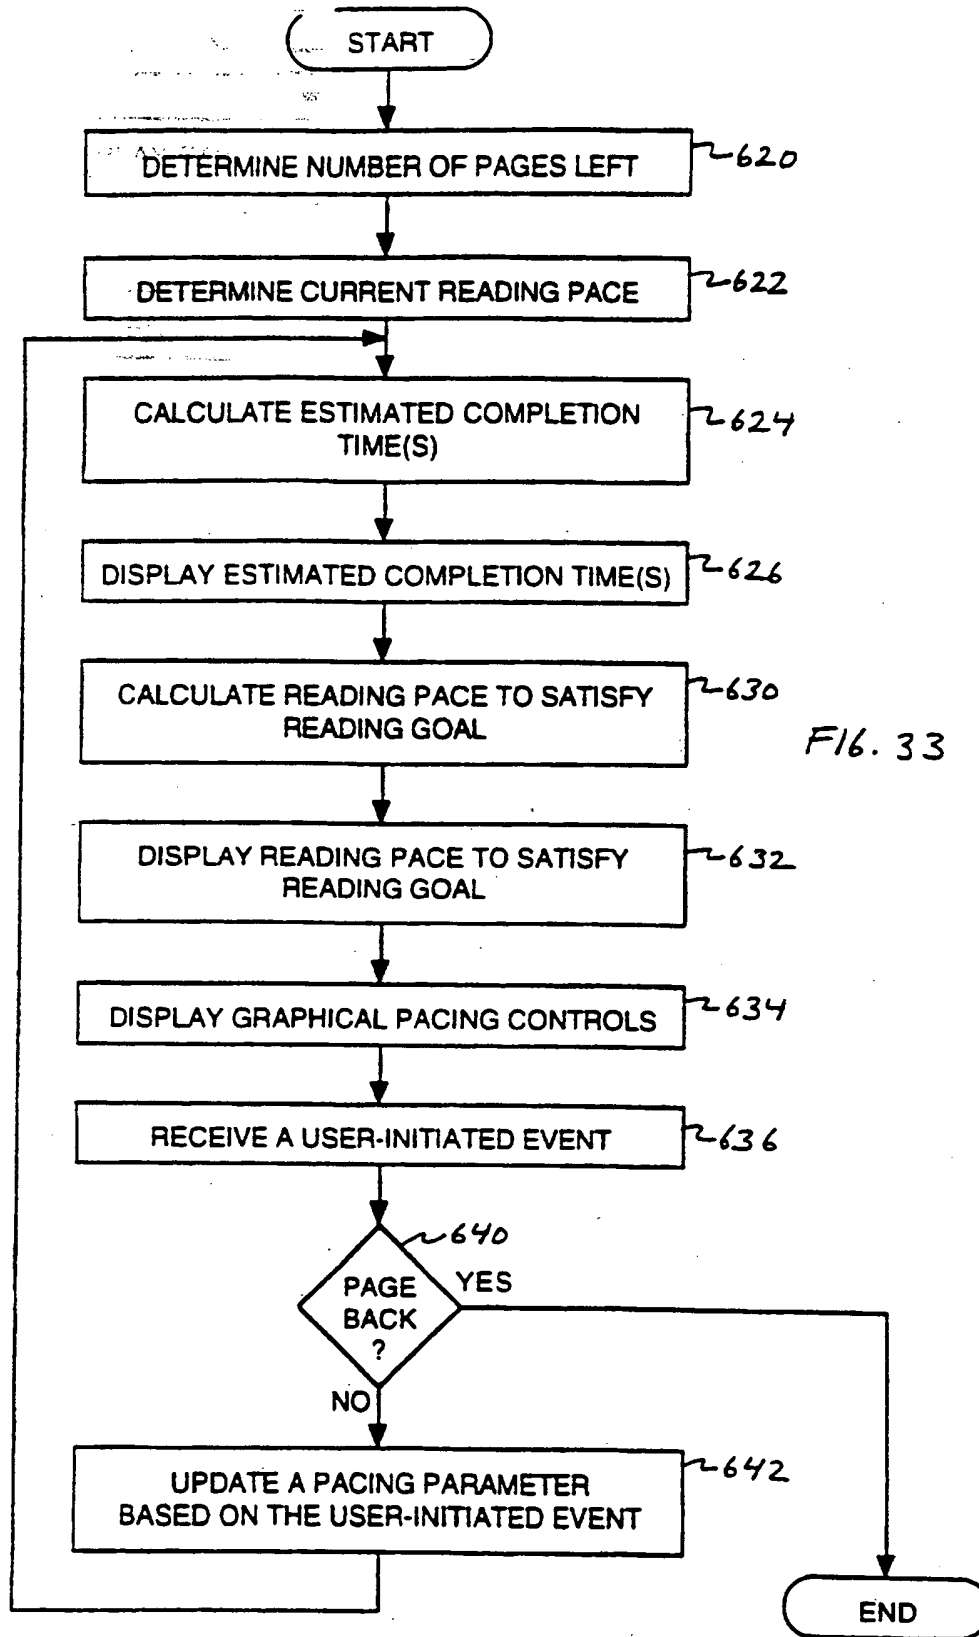 START
DETERMINE NUMBER OF PAGES LEFT
620
DETERMINE CURRENT READING PACE
622
CALCULATE ESTIMATED COMPLETION
TIME(S)
624
DISPLAY ESTIMATED COMPLETION TIME(S)
626
CALCULATE READING PACE TO SATISFY
READING GOAL
630
FIG. 33
DISPLAY READING PACE TO SATISFY
READING GOAL
632
DISPLAY GRAPHICAL PACING CONTROLS
634
RECEIVE A USER-INITIATED EVENT
636
640
PAGE
BACK
?
YES
NO
UPDATE A PACING PARAMETER
BASED ON THE USER-INITIATED EVENT
642
END